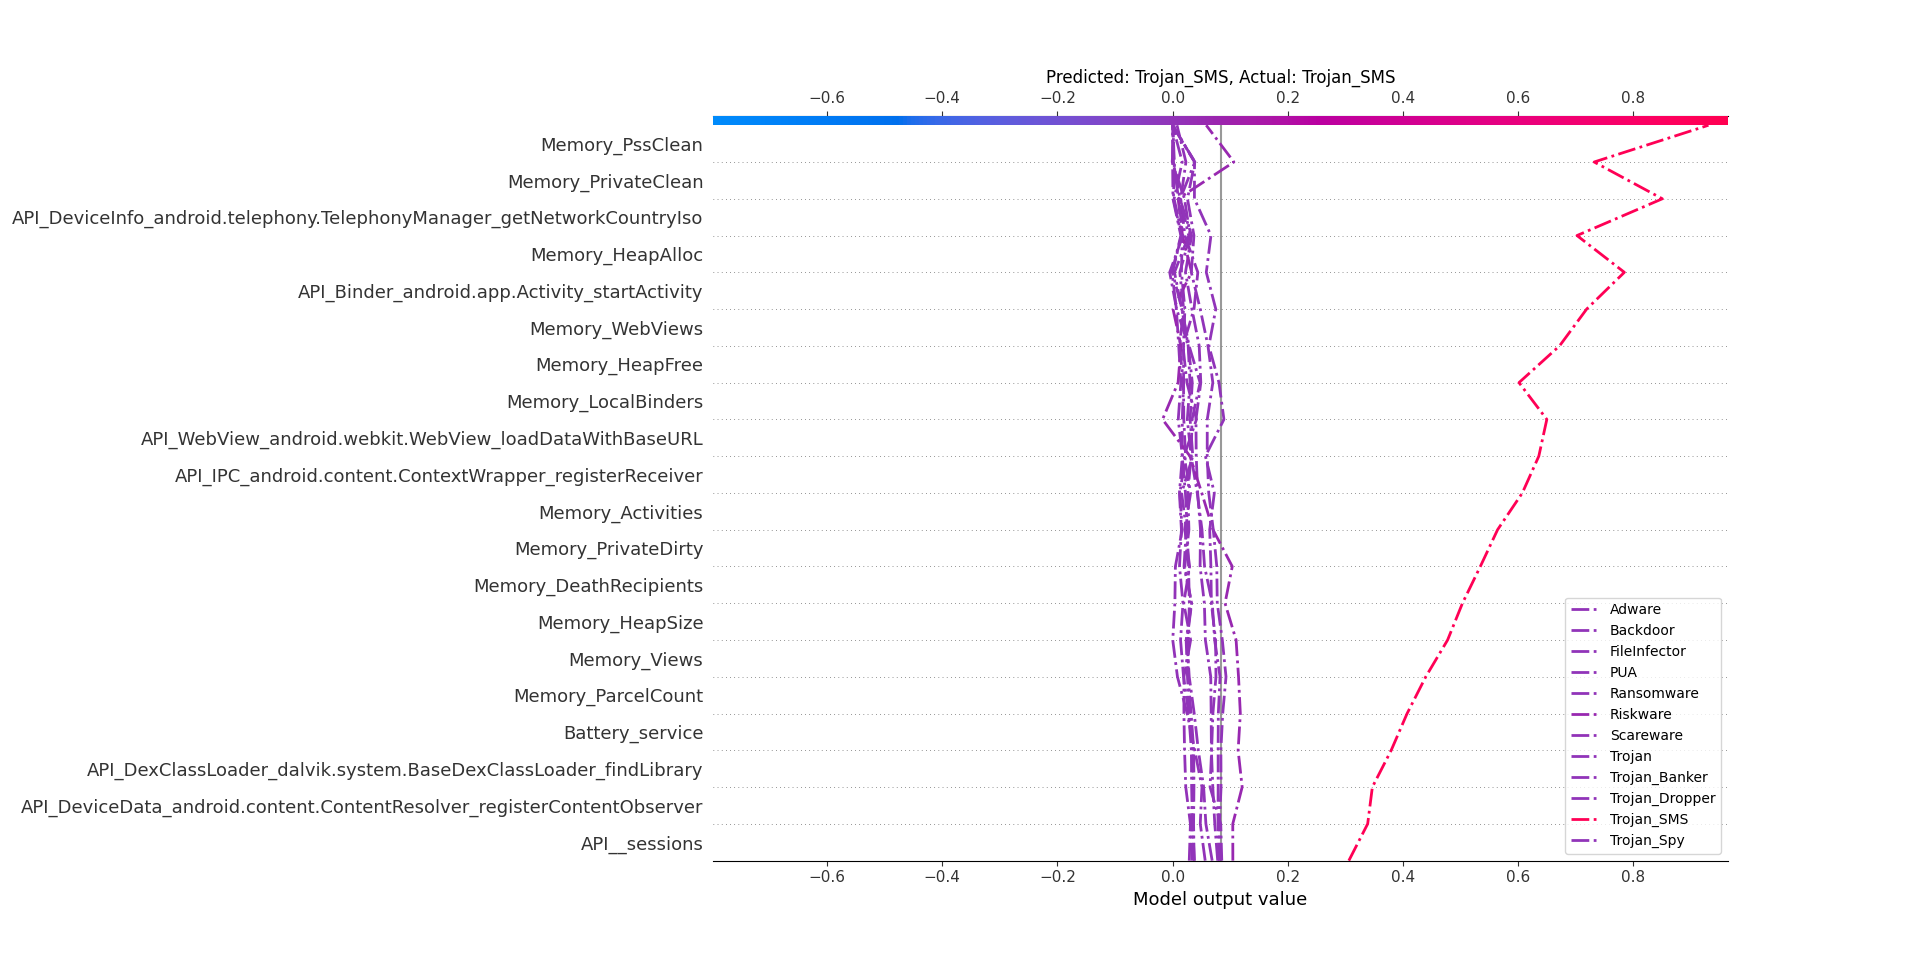 Predicted: Trojan_SMS, Actual: Trojan_SMS
−0.6 −0.4 −0.2 0.0 0.2 0.4 0.6 0.8
Memory_PssClean
Memory_PrivateClean
API_DeviceInfo_android.telephony.TelephonyManager_getNetworkCountryIso
Memory_HeapAlloc
API_Binder_android.app.Activity_startActivity
Memory_WebViews
Memory_HeapFree
Memory_LocalBinders
API_WebView_android.webkit.WebView_loadDataWithBaseURL
API_IPC_android.content.ContextWrapper_registerReceiver
Memory_Activities
Memory_PrivateDirty
Memory_DeathRecipients
Memory_HeapSize
Memory_Views
Memory_ParcelCount
Battery_service
API_DexClassLoader_dalvik.system.BaseDexClassLoader_findLibrary
API_DeviceData_android.content.ContentResolver_registerContentObserver
API__sessions
Adware
Backdoor
FileInfector
PUA
Ransomware
Riskware
Scareware
Trojan
Trojan_Banker
Trojan_Dropper
Trojan_SMS
Trojan_Spy
−0.6 −0.4 −0.2 0.0 0.2 0.4 0.6 0.8
Model output value